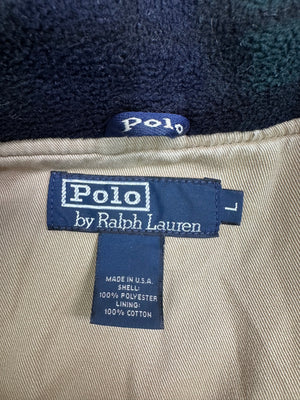 Polo
Polo
by Ralph Lauren
L
MADE IN U.S.A.
SHELL:
100% POLYESTER
LINING:
100% COTTON